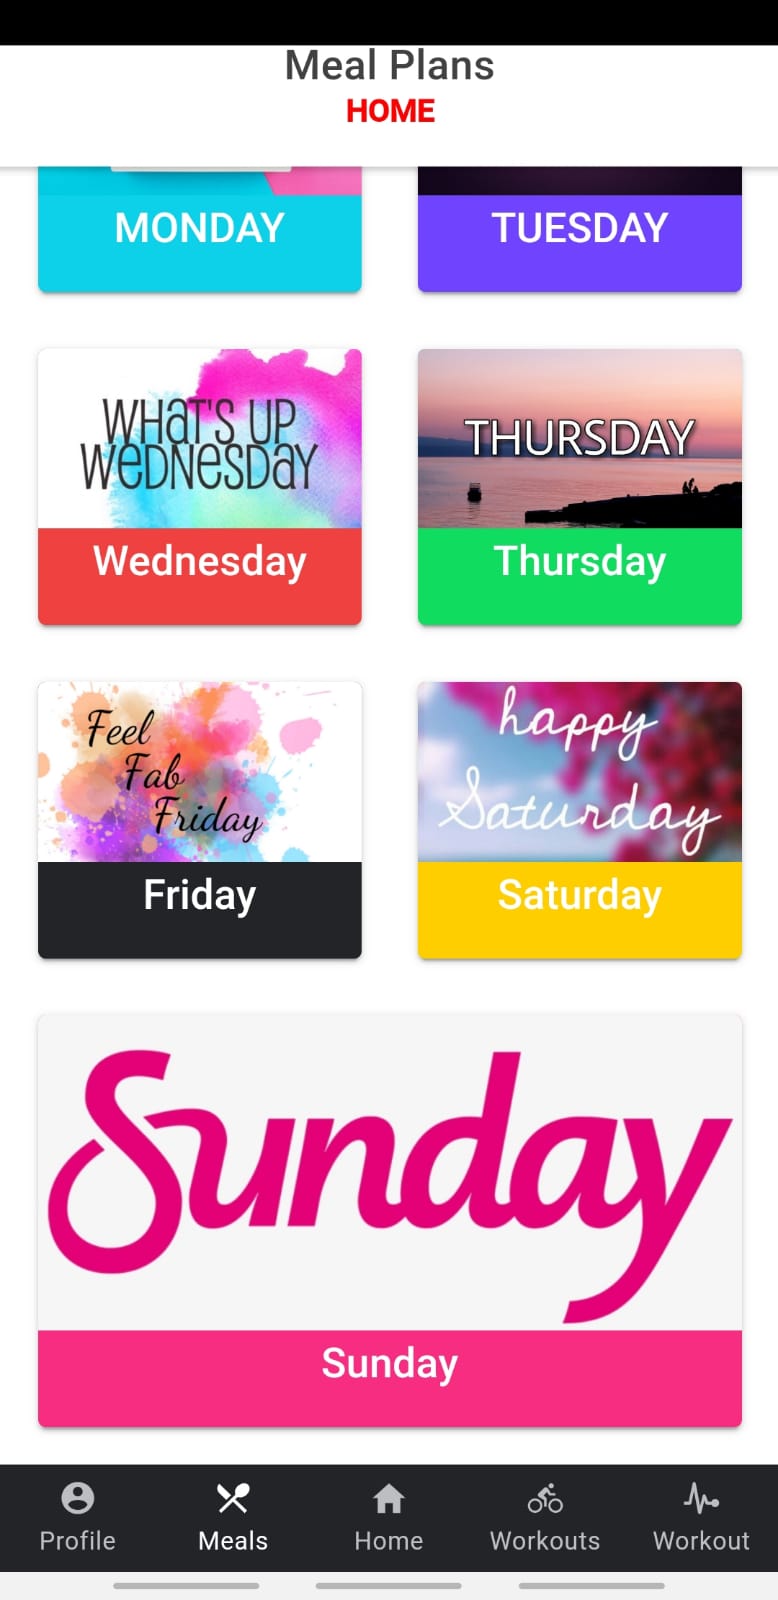 Meal Plans
HOME
MONDAY
TUESDAY
WHAT'S UP
WEDNESDAY
THURSDAY
Wednesday
Thursday
Feel
Fab
Friday
happy
Saturday
Friday
Saturday
Sunday
Sunday
Profile
Meals
Home
Workouts
Workout